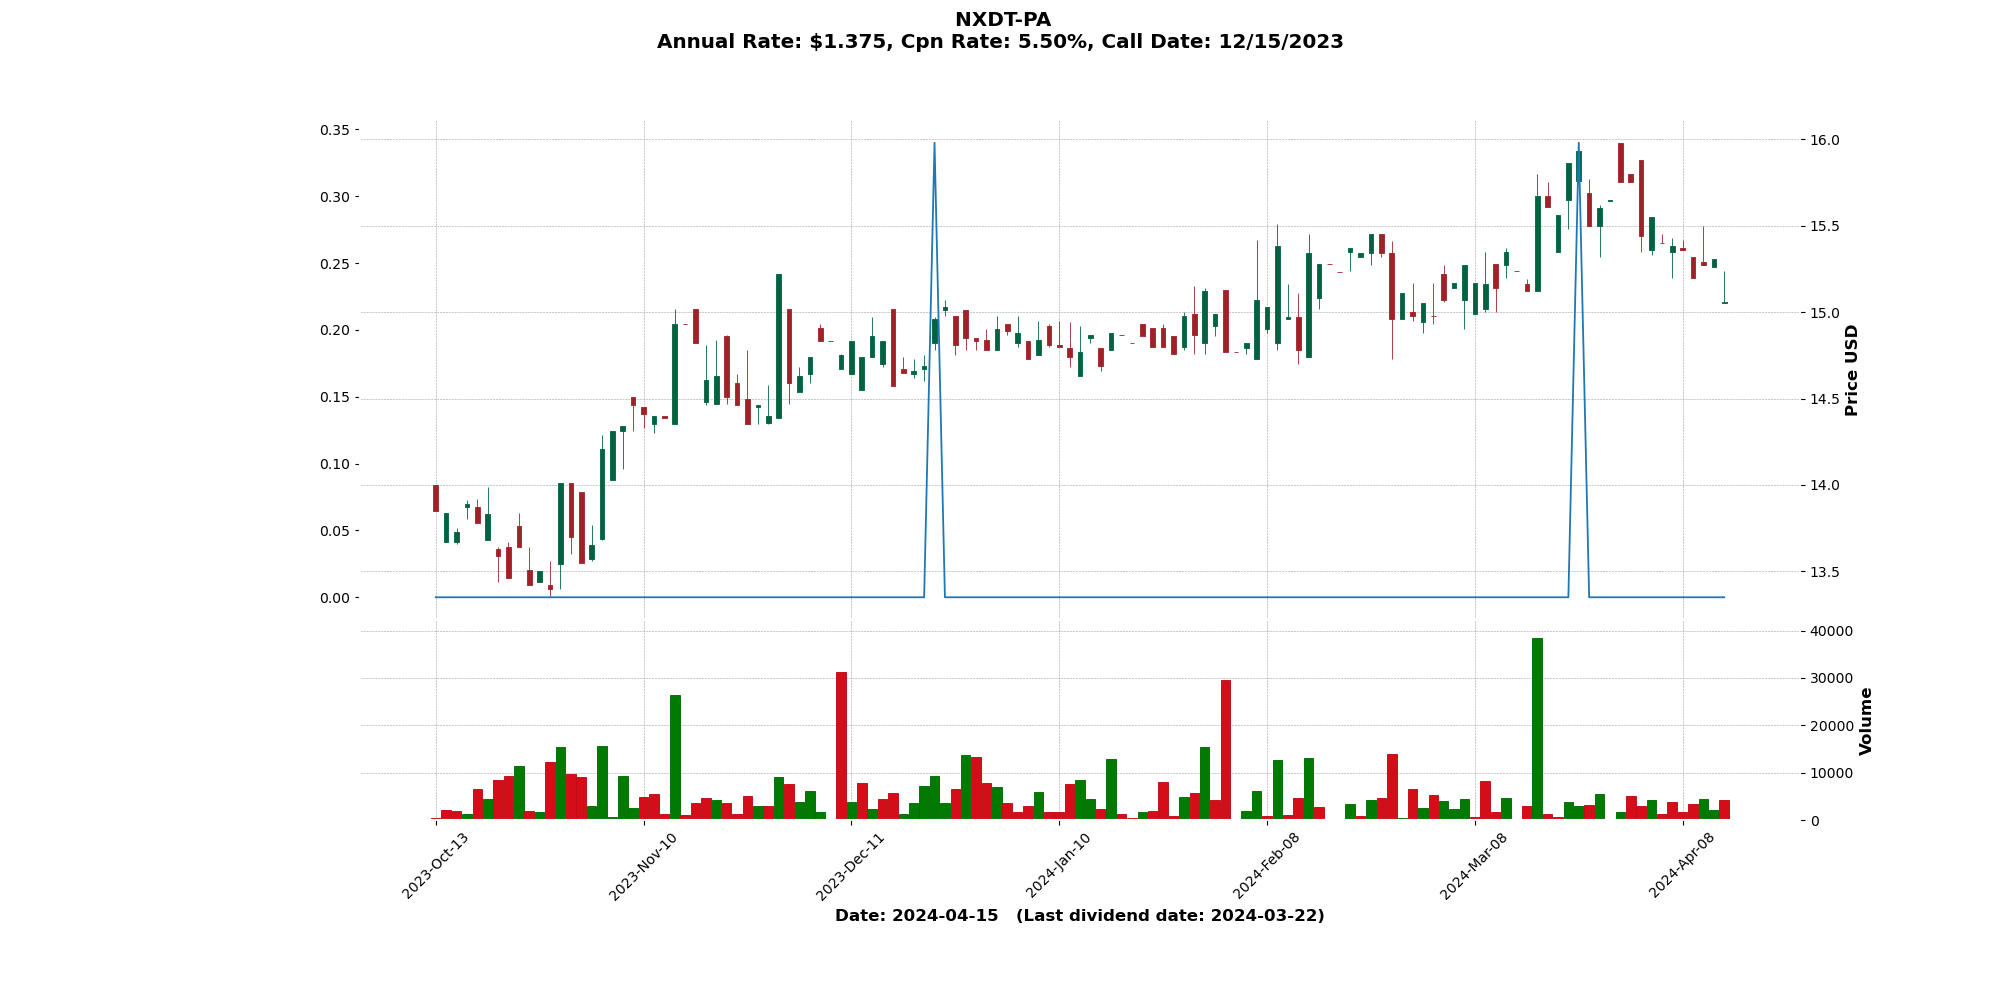 NXDT-PA
Annual Rate: $1.375, Cpn Rate: 5.50%, Call Date: 12/15/2023
0.35
0.30
0.25
0.20
0.15
0.10
0.05
0.00
16.0
15.5
15.0
14.5
14.0
13.5
Price USD
40000
30000
20000
10000
0
Volume
2023-Oct-13
2023-Nov-10
2023-Dec-11
2024-Jan-10
2024-Feb-08
2024-Mar-08
2024-Apr-08
Date: 2024-04-15 (Last dividend date: 2024-03-22)